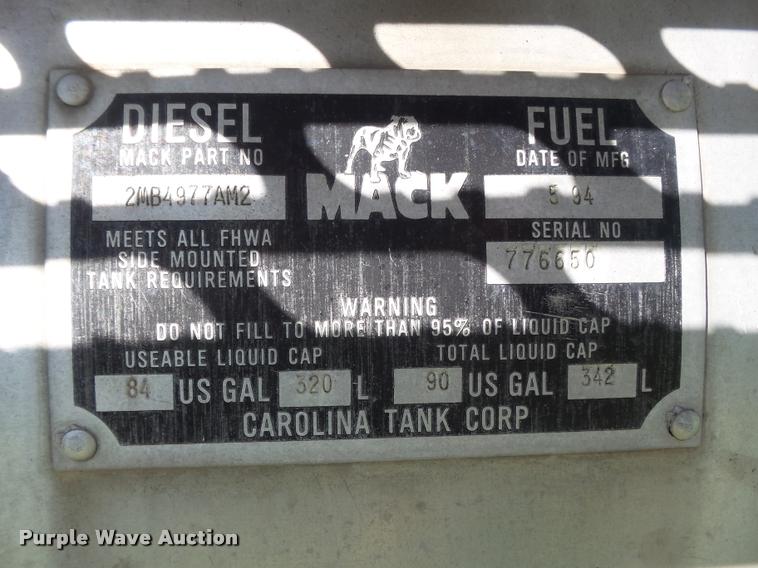 DIESEL FUEL
MACK PART NO DATE OF MFG
2MB4977AM2 MACK 5 94
MEETS ALL FHWA SERIAL NO
SIDE MOUNTED 776650
TANK REQUIREMENTS
WARNING
DO NOT FILL TO MORE THAN 95% OF LIQUID CAP
USEABLE LIQUID CAP TOTAL LIQUID CAP
84 US GAL 320 L 90 US GAL 342 L
CAROLINA TANK CORP
Purple Wave Auction